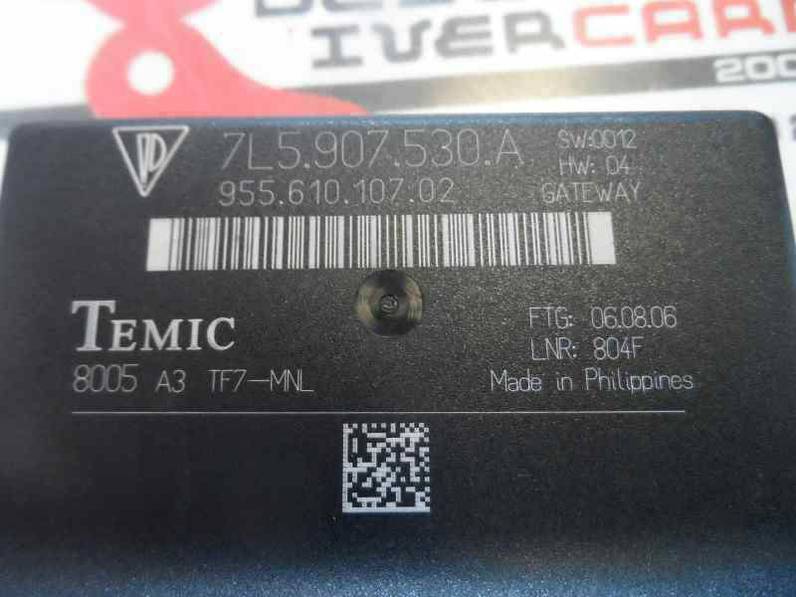 IVERCARR
200
7L5.907.530.A
SW:0012
HW: 04
955.610.107.02
GATEWAY
TEMIC
FTG: 06.08.06
LNR: 804F
8005 A3 TF7-MNL
Made in Philippines